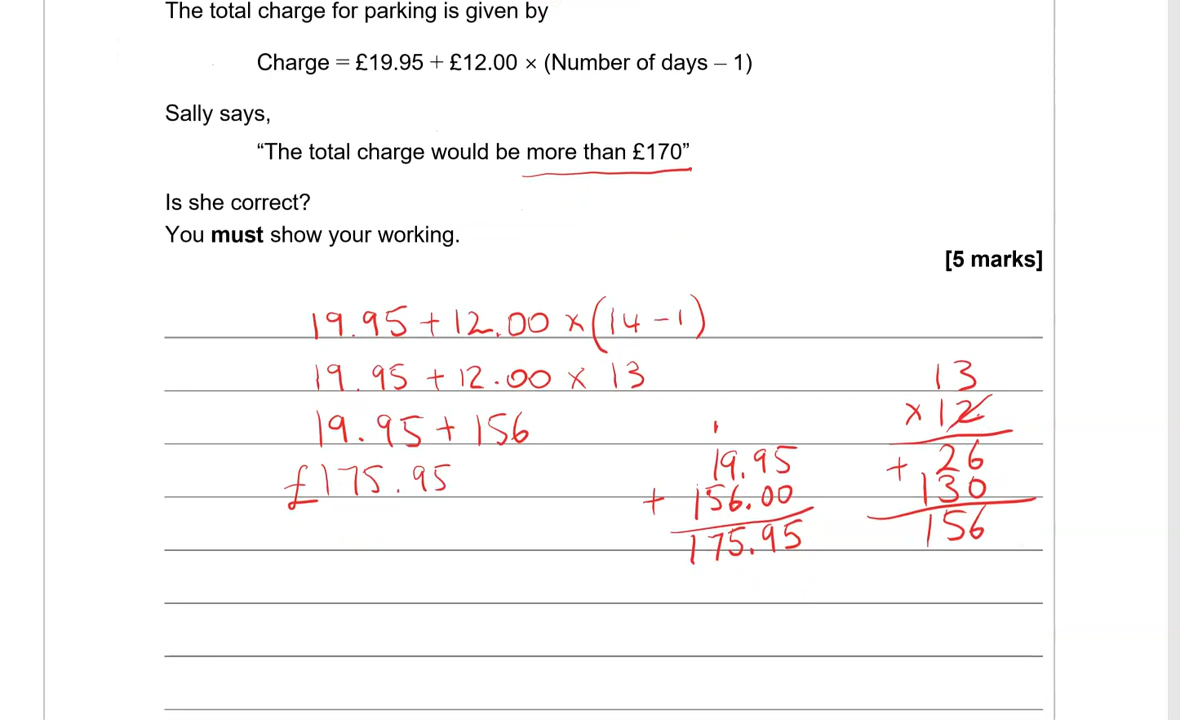 The total charge for parking is given by
Charge = £19.95 + £12.00 × (Number of days – 1)
Sally says,
“The total charge would be more than £170”
Is she correct?
You must show your working.
[5 marks]
19.95 + 12.00 × (14 - 1)
19.95 + 12.00 × 13
19.95 + 156
£175.95
1
19.95
+ 156.00
175.95
13
× 12
26
+ 130
156